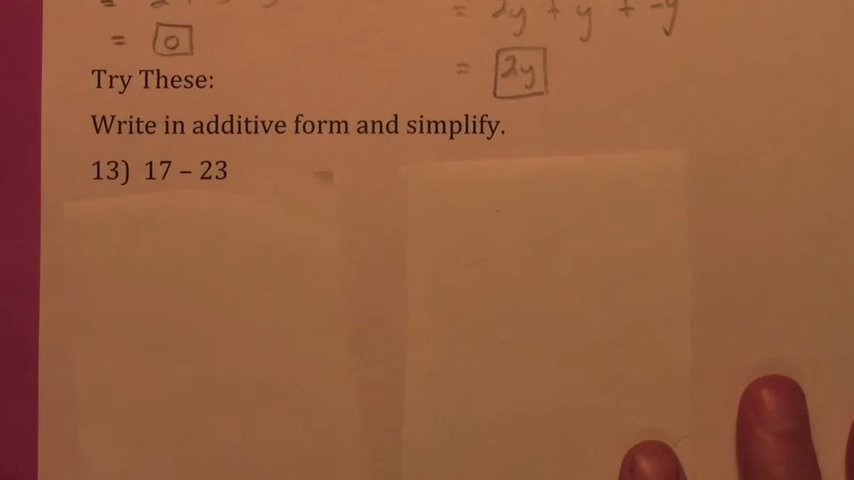 = 2y + y + -y
= 0
= 2y
Try These:
Write in additive form and simplify.
13) 17 – 23